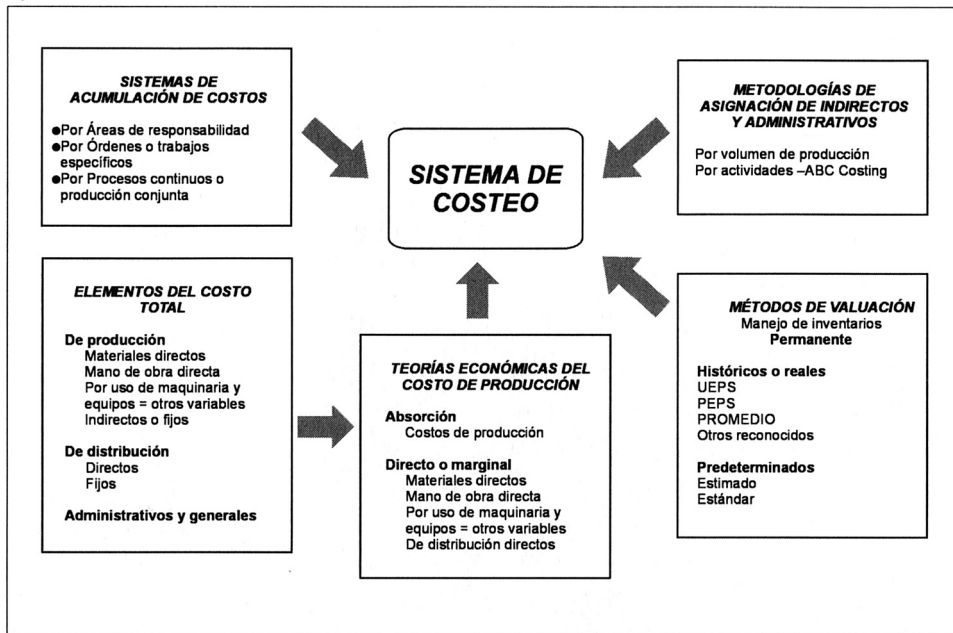 SISTEMAS DE
ACUMULACIÓN DE COSTOS
●Por Áreas de responsabilidad
●Por Órdenes o trabajos
específicos
●Por Procesos continuos o
producción conjunta
SISTEMA DE
COSTEO
METODOLOGÍAS DE
ASIGNACIÓN DE INDIRECTOS
Y ADMINISTRATIVOS
Por volumen de producción
Por actividades –ABC Costing
ELEMENTOS DEL COSTO
TOTAL
De producción
Materiales directos
Mano de obra directa
Por uso de maquinaria y
equipos = otros variables
Indirectos o fijos
De distribución
Directos
Fijos
Administrativos y generales
TEORÍAS ECONÓMICAS DEL
COSTO DE PRODUCCIÓN
Absorción
Costos de producción
Directo o marginal
Materiales directos
Mano de obra directa
Por uso de maquinaria y
equipos = otros variables
De distribución directos
MÉTODOS DE VALUACIÓN
Manejo de inventarios
Permanente
Históricos o reales
UEPS
PEPS
PROMEDIO
Otros reconocidos
Predeterminados
Estimado
Estándar